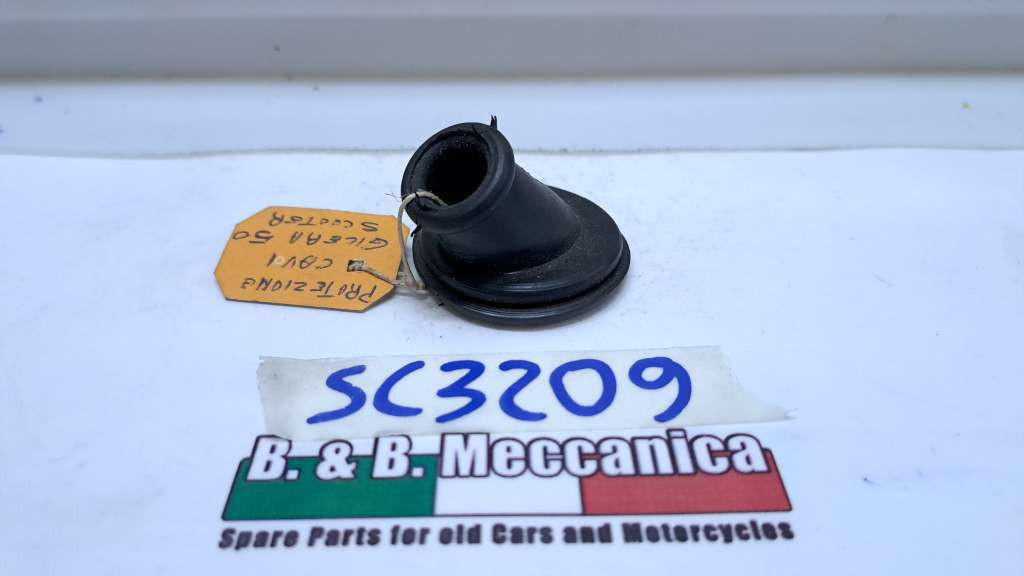 PROTEZIONE
CAVI
GILERA 50
SCOOTER
SC3209
B. & B. Meccanica
Spare Parts for old Cars and Motorcycles